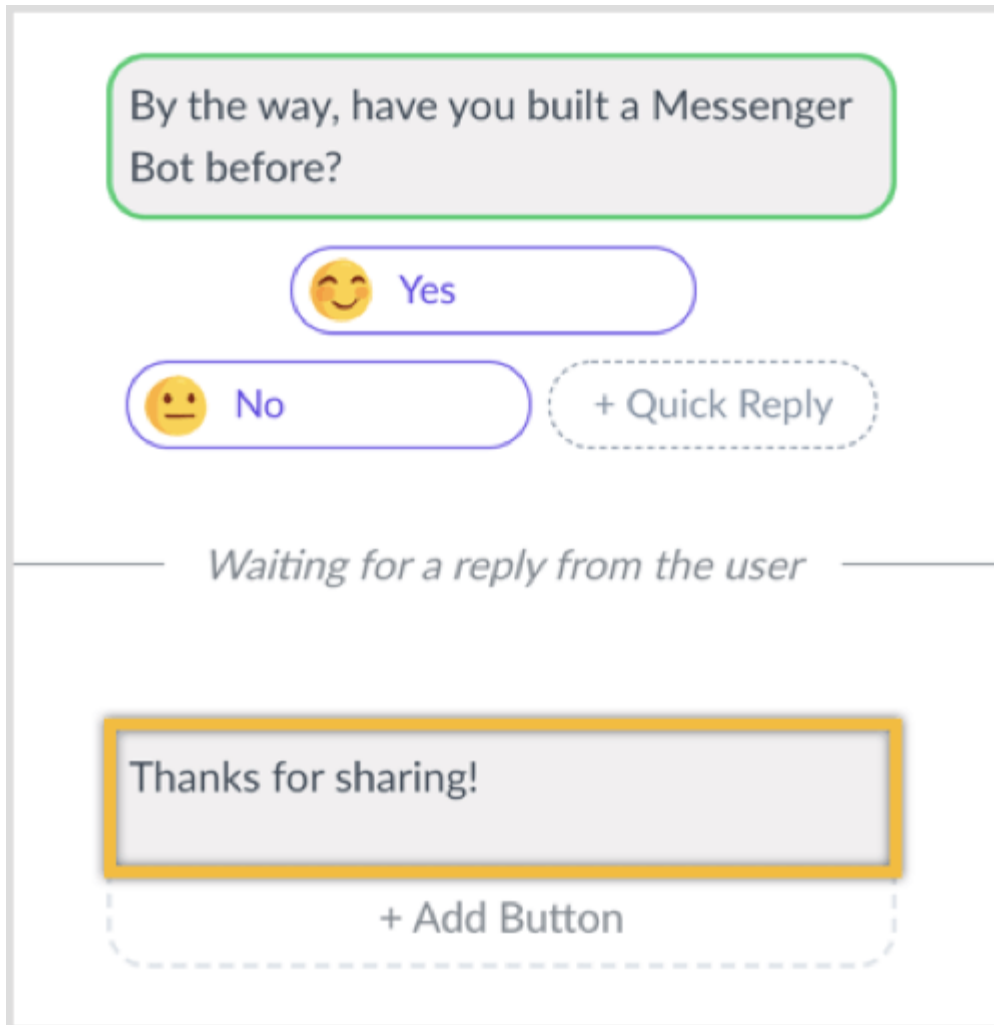 By the way, have you built a Messenger
Bot before?
Yes
No
+ Quick Reply
Waiting for a reply from the user
Thanks for sharing!
+ Add Button